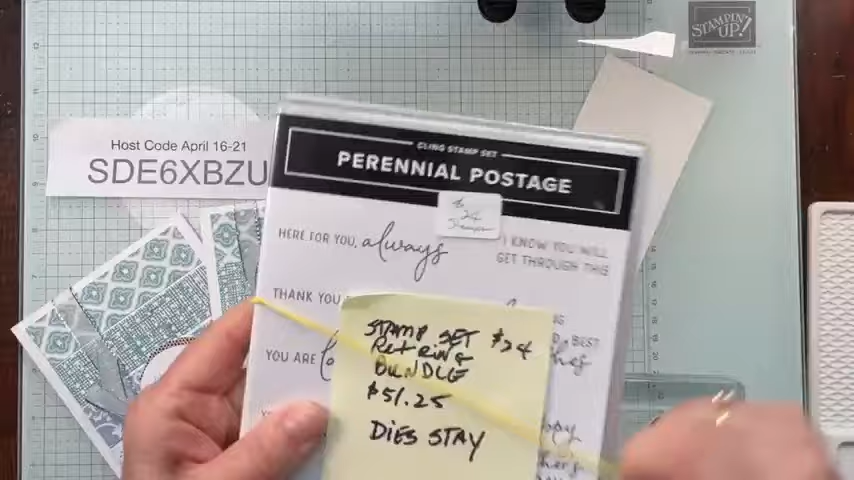 STAMPIN' UP!
Host Code April 16-21
SDE6XBZU
CLING STAMP SET
PERENNIAL POSTAGE
HERE FOR YOU, always
I KNOW YOU WILL
GET THROUGH THIS
THANK YOU
YOU ARE
STAMP SET $24
RETIRING
BUNDLE
$51.25
DIES STAY
BEST